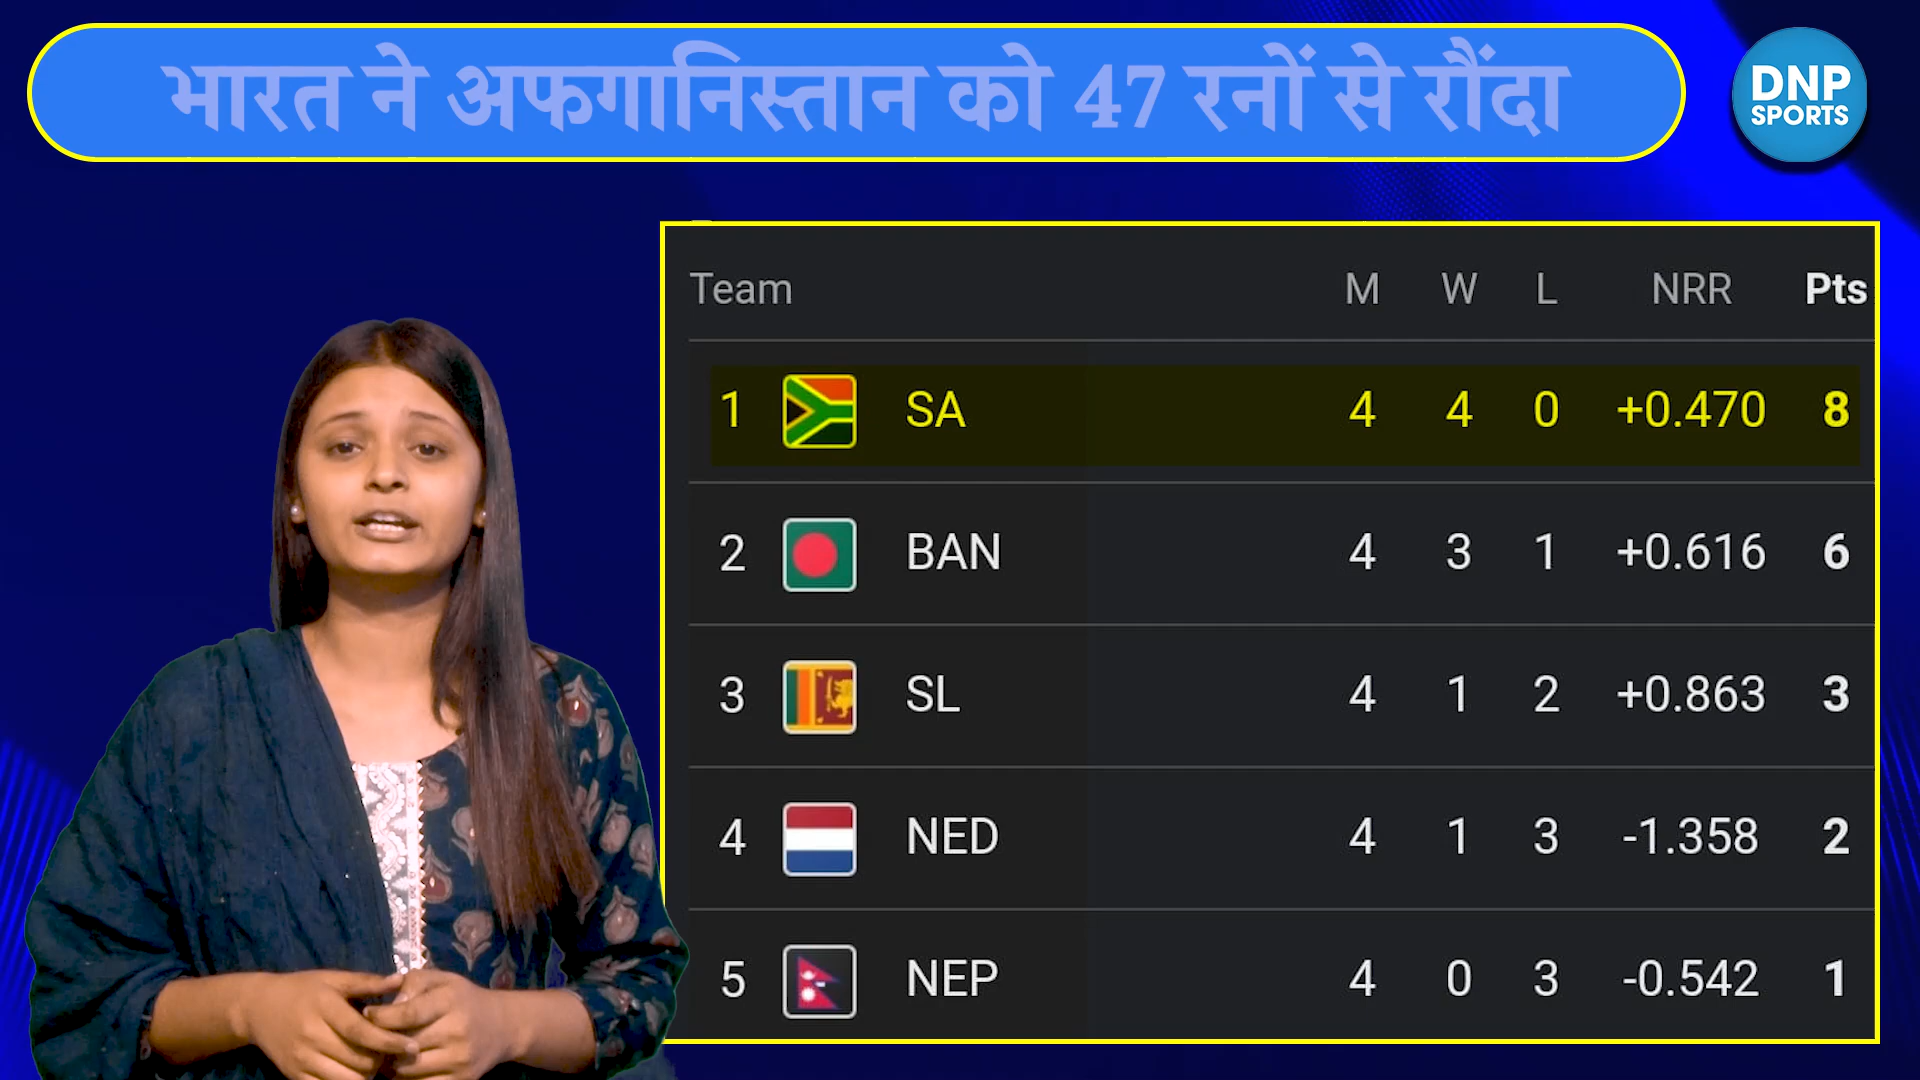 भारत ने अफगानिस्तान को 47 रनों से रौंदा
DNP
SPORTS
Team M W L NRR Pts
1 SA 4 4 0 +0.470 8
2 BAN 4 3 1 +0.616 6
3 SL 4 1 2 +0.863 3
4 NED 4 1 3 -1.358 2
5 NEP 4 0 3 -0.542 1